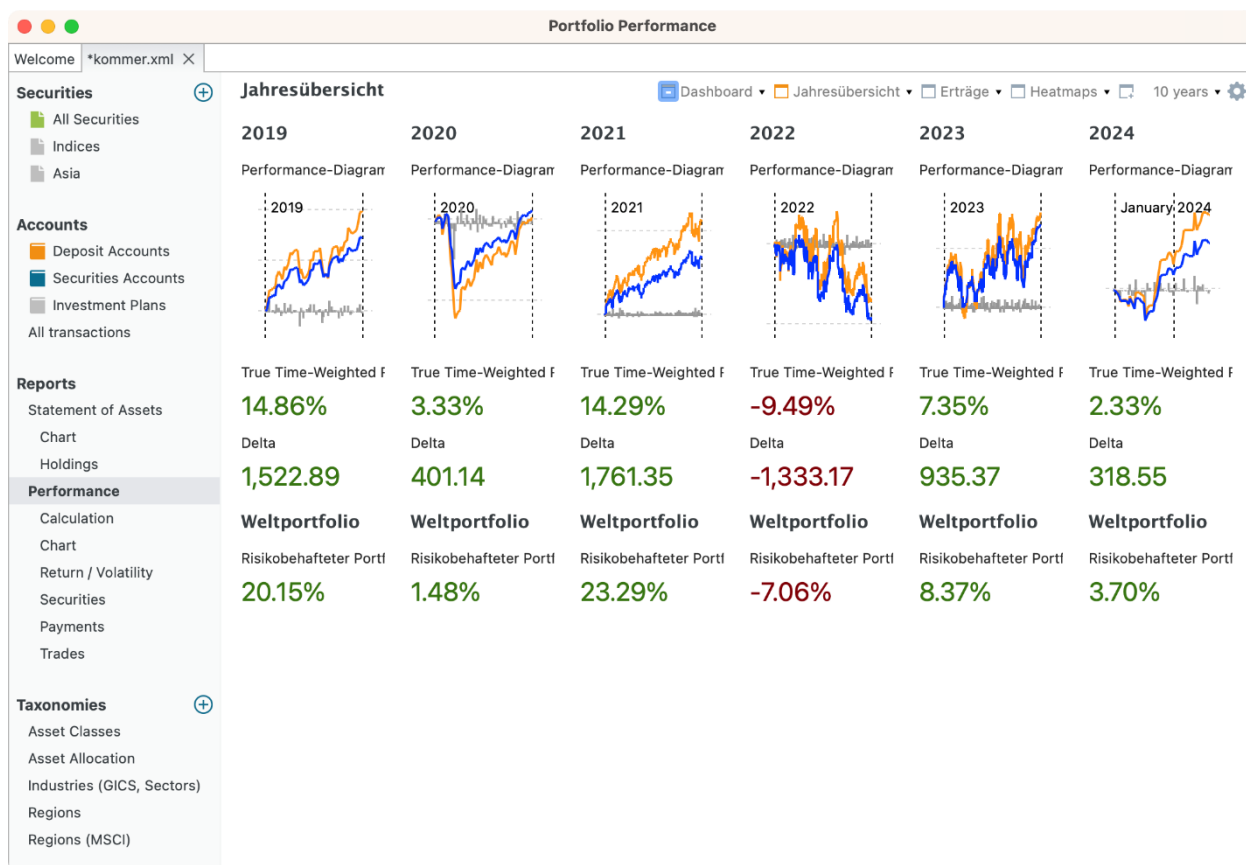 Portfolio Performance
Welcome
*kommer.xml
Securities
All Securities
Indices
Asia
Accounts
Deposit Accounts
Securities Accounts
Investment Plans
All transactions
Reports
Statement of Assets
Chart
Holdings
Performance
Calculation
Chart
Return / Volatility
Securities
Payments
Trades
Taxonomies
Asset Classes
Asset Allocation
Industries (GICS, Sectors)
Regions
Regions (MSCI)
Jahresübersicht
Dashboard Jahresübersicht Erträge Heatmaps 10 years
2019 2020 2021 2022 2023 2024
Performance-Diagram Performance-Diagram Performance-Diagram Performance-Diagram Performance-Diagram Performance-Diagram
2019 2020 2021 2022 2023 January 2024
True Time-Weighted True Time-Weighted True Time-Weighted True Time-Weighted True Time-Weighted True Time-Weighted
14.86% 3.33% 14.29% -9.49% 7.35% 2.33%
Delta Delta Delta Delta Delta Delta
1,522.89 401.14 1,761.35 -1,333.17 935.37 318.55
Weltportfolio Weltportfolio Weltportfolio Weltportfolio Weltportfolio Weltportfolio
Risikobehafteter Portf Risikobehafteter Portf Risikobehafteter Portf Risikobehafteter Portf Risikobehafteter Portf Risikobehafteter Portf
20.15% 1.48% 23.29% -7.06% 8.37% 3.70%